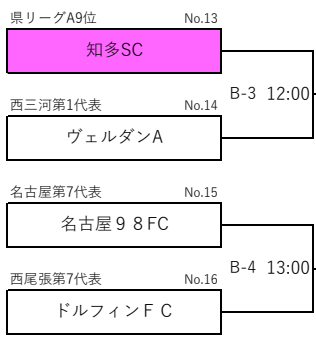 県リーグA9位 No.13
知多SC
B-3 12:00
西三河第1代表 No.14
ヴェルダンA
名古屋第7代表 No.15
名古屋９８FC
B-4 13:00
西尾張第7代表 No.16
ドルフィンＦＣ